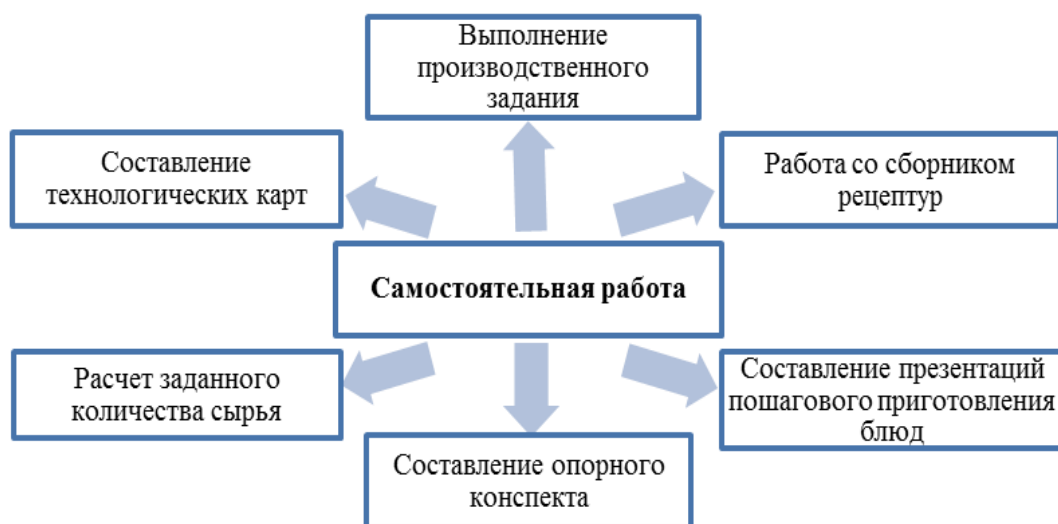 Выполнение
производственного
задания
Составление
технологических карт
Работа со сборником
рецептур
Самостоятельная работа
Расчет заданного
количества сырья
Составление презентаций
пошагового приготовления
блюд
Составление опорного
конспекта